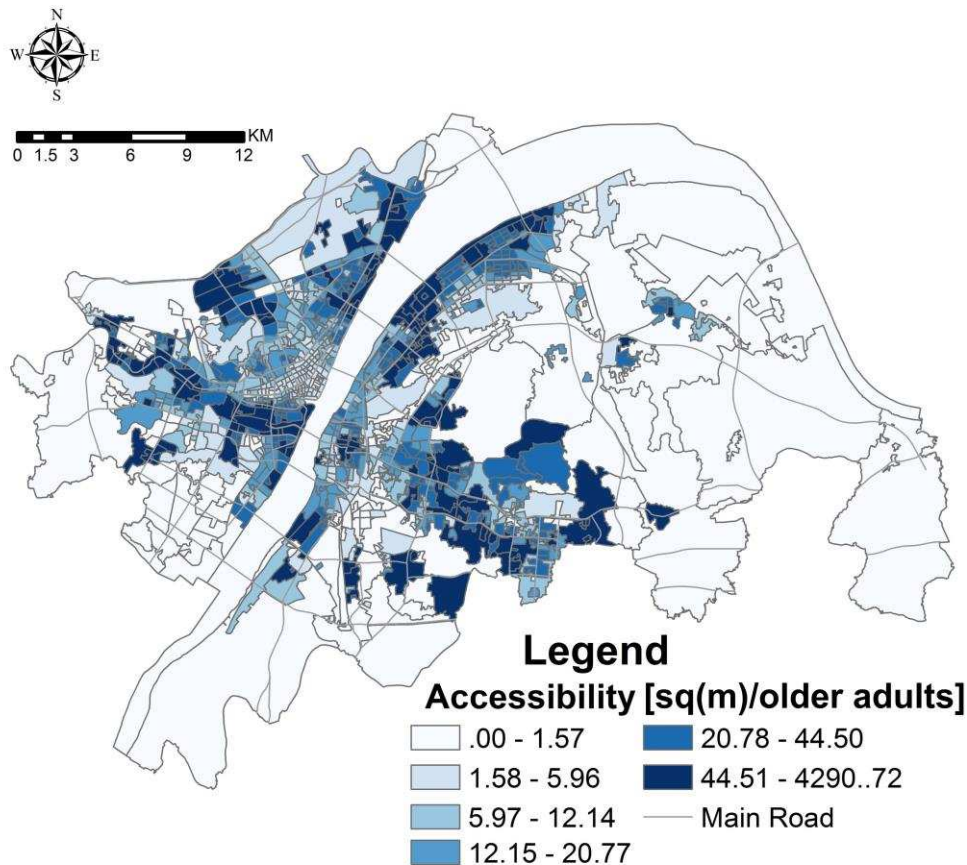 N
W E
S
KM
0 1.5 3 6 9 12
Legend
Accessibility [sq(m)/older adults]
.00 - 1.57 20.78 - 44.50
1.58 - 5.96 44.51 - 4290..72
5.97 - 12.14 Main Road
12.15 - 20.77